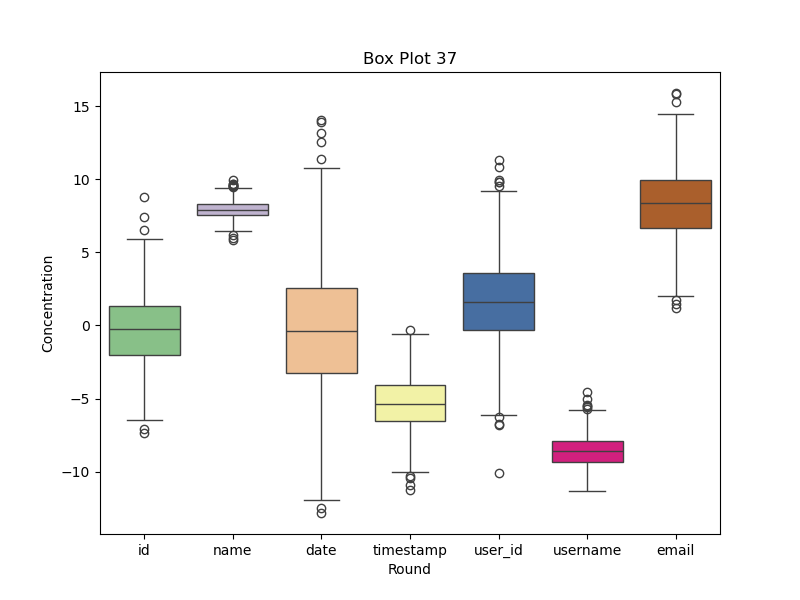 Box Plot 37
Concentration
15
10
5
0
−5
−10
id name date timestamp user_id username email
Round